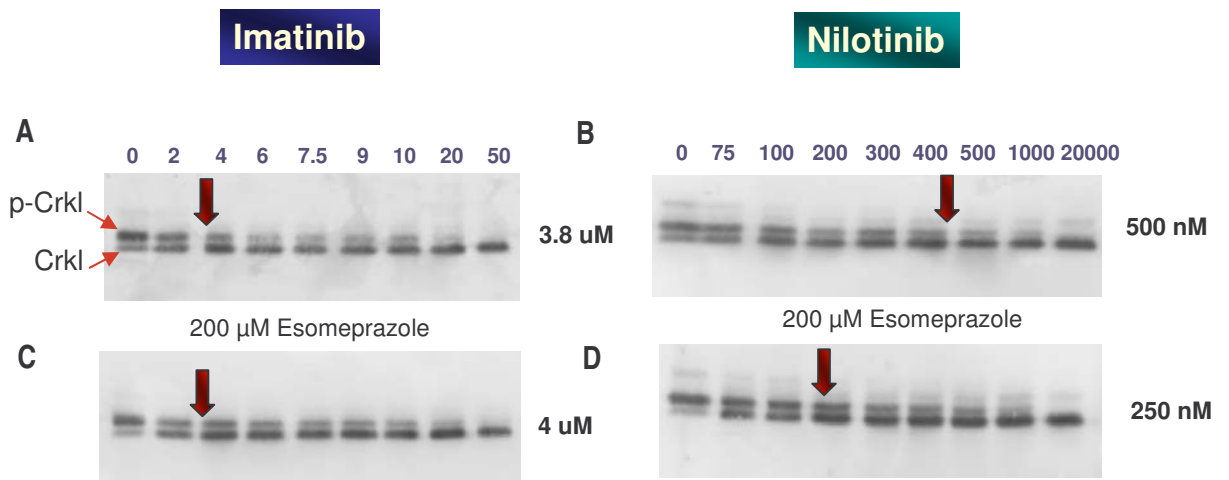 Imatinib
Nilotinib
A
0 2 4 6 7.5 9 10 20 50
p-Crkl
Crkl
3.8 uM
B
0 75 100 200 300 400 500 1000 20000
500 nM
200 µM Esomeprazole
200 µM Esomeprazole
C
4 uM
D
250 nM